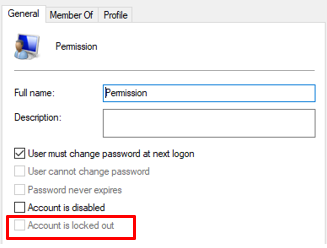 General Member Of Profile
Permission
Full name: Permission
Description:
User must change password at next logon
User cannot change password
Password never expires
Account is disabled
Account is locked out